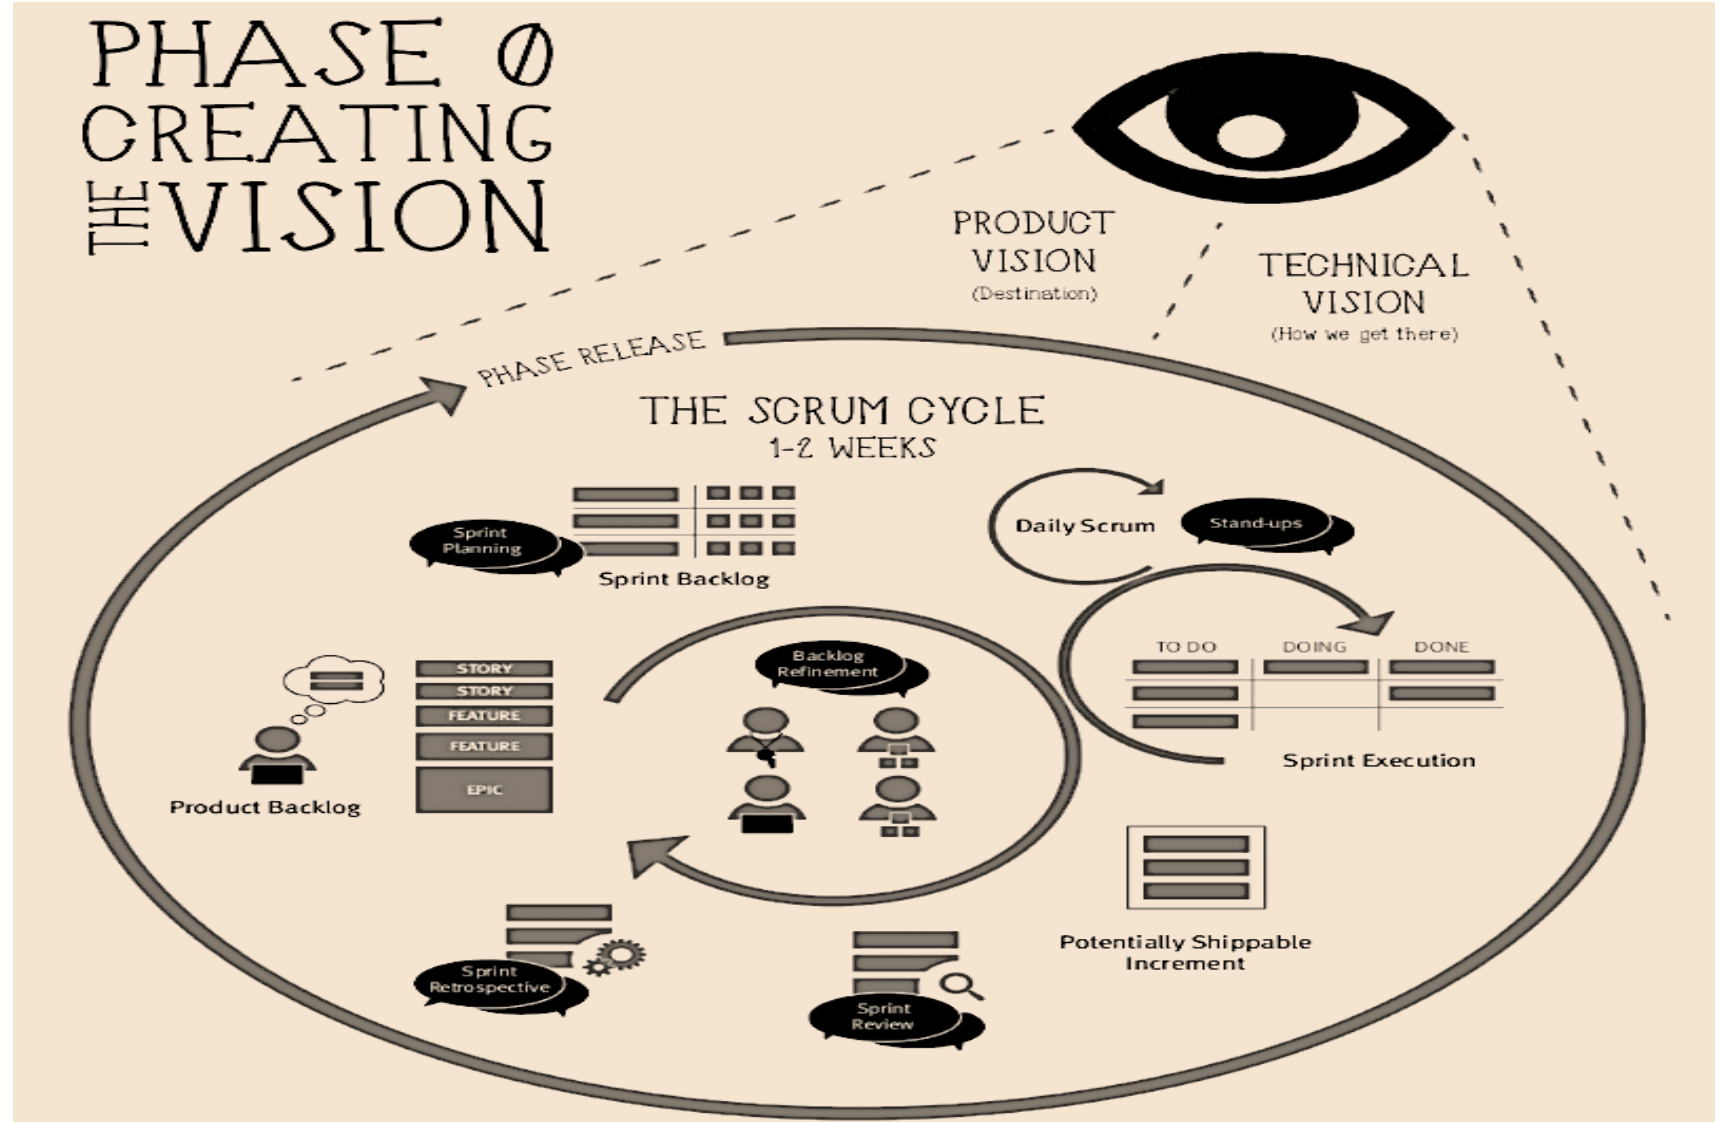 PHASE 0
CREATING
THE VISION
PRODUCT
VISION
(Destination)
TECHNICAL
VISION
(How we get there)
PHASE RELEASE
THE SCRUM CYCLE
1-2 WEEKS
Sprint
Planning
Sprint Backlog
Daily Scrum
Stand-ups
TO DO DOING DONE
Sprint Execution
Backlog
Refinement
STORY
STORY
FEATURE
FEATURE
EPIC
Product Backlog
Potentially Shippable
Increment
Sprint
Review
Sprint
Retrospective